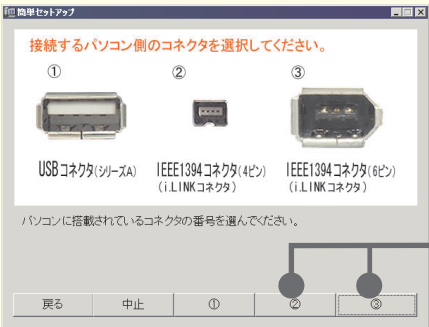 簡単セットアップ
接続するパソコン側のコネクタを選択してください。
① ② ③
USBコネクタ(シリーズA) IEEE1394コネクタ(4ピン) IEEE1394コネクタ(6ピン)
(i.LINKコネクタ) (i.LINKコネクタ)
パソコンに搭載されているコネクタの番号を選んでください。
戻る 中止 ① ② ③